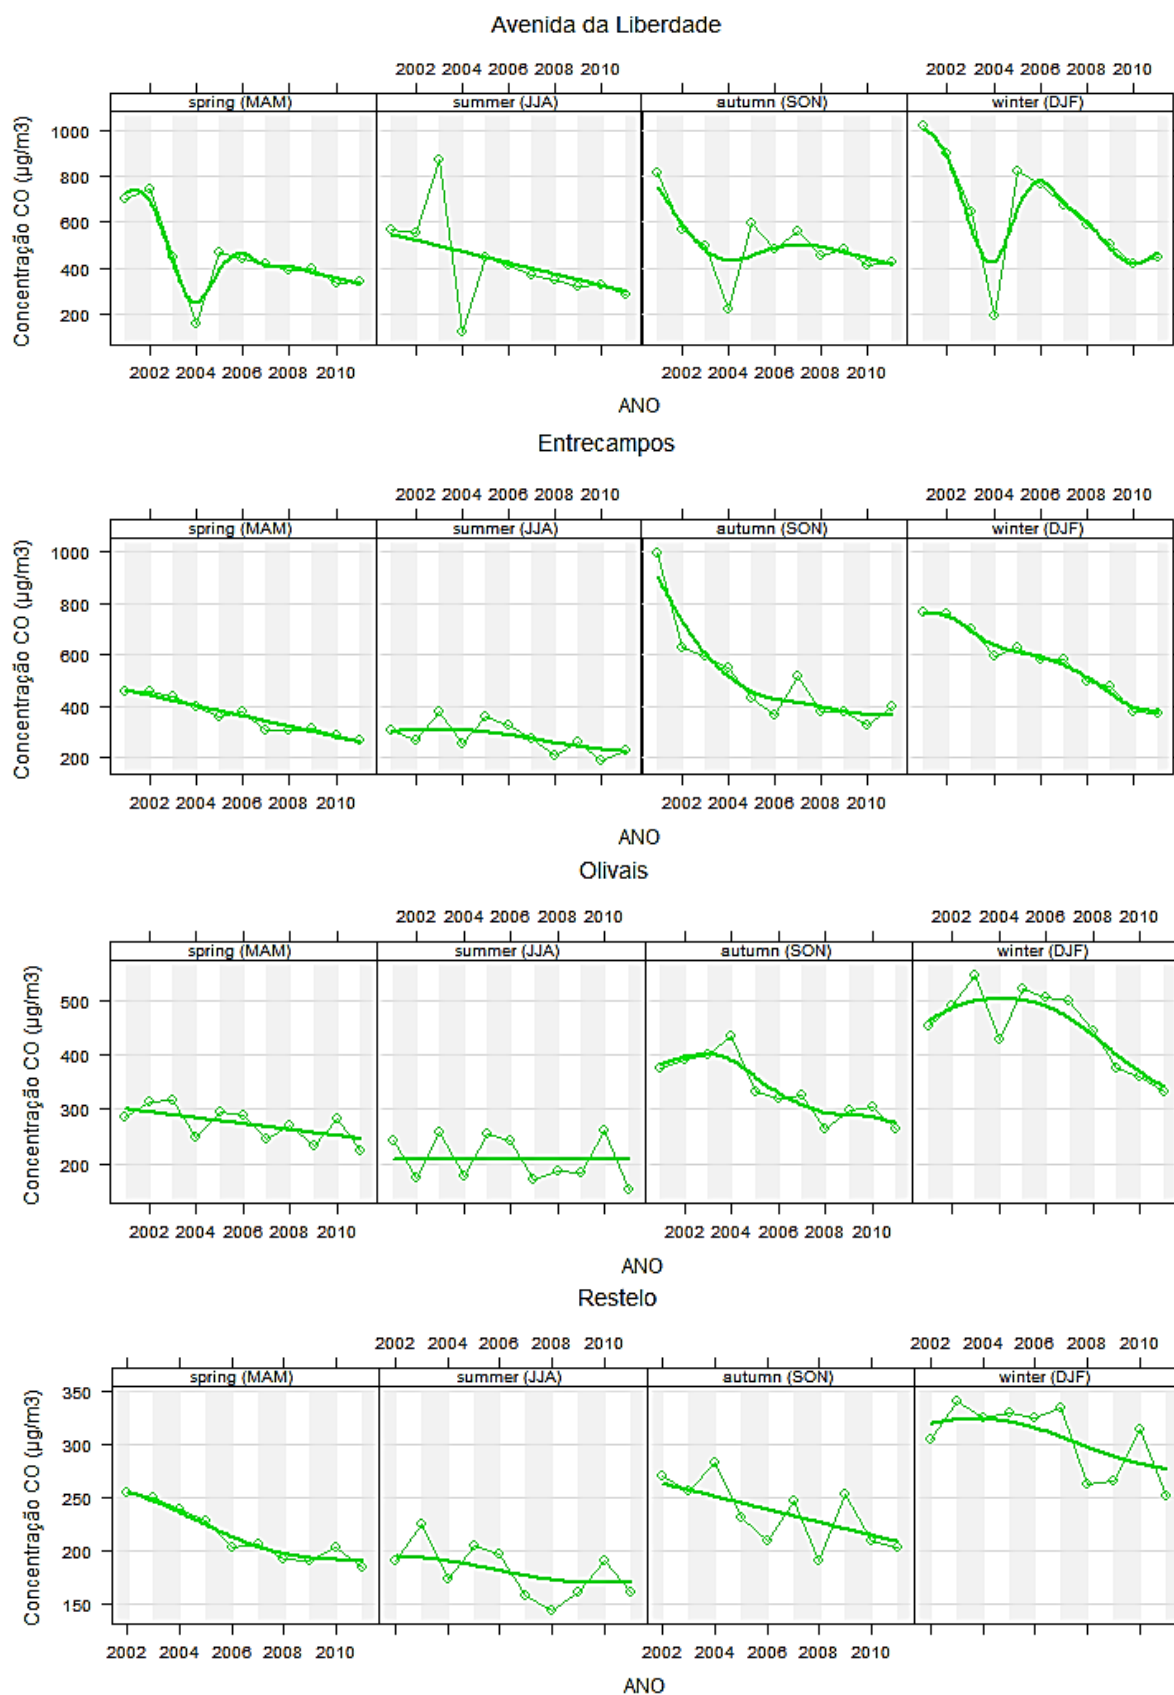 Avenida da Liberdade
2002 2004 2006 2008 2010 2002 2004 2006 2008 2010
spring (MAM) summer (JJA) autumn (SON) winter (DJF)
Concentração CO (µg/m3)
1000
800
600
400
200
2002 2004 2006 2008 2010 2002 2004 2006 2008 2010
ANO
Entrecampos
2002 2004 2006 2008 2010 2002 2004 2006 2008 2010
spring (MAM) summer (JJA) autumn (SON) winter (DJF)
Concentração CO (µg/m3)
1000
800
600
400
200
2002 2004 2006 2008 2010 2002 2004 2006 2008 2010
ANO
Olivais
2002 2004 2006 2008 2010 2002 2004 2006 2008 2010
spring (MAM) summer (JJA) autumn (SON) winter (DJF)
Concentração CO (µg/m3)
500
400
300
200
2002 2004 2006 2008 2010 2002 2004 2006 2008 2010
ANO
Restelo
2002 2004 2006 2008 2010 2002 2004 2006 2008 2010
spring (MAM) summer (JJA) autumn (SON) winter (DJF)
Concentração CO (µg/m3)
350
300
250
200
150
2002 2004 2006 2008 2010 2002 2004 2006 2008 2010
ANO